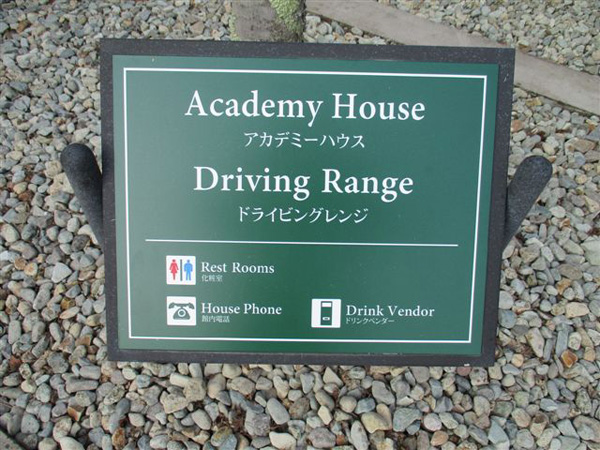 Academy House
アカデミーハウス
Driving Range
ドライビングレンジ
Rest Rooms
化粧室
House Phone
館内電話
Drink Vendor
ドリンクベンダー